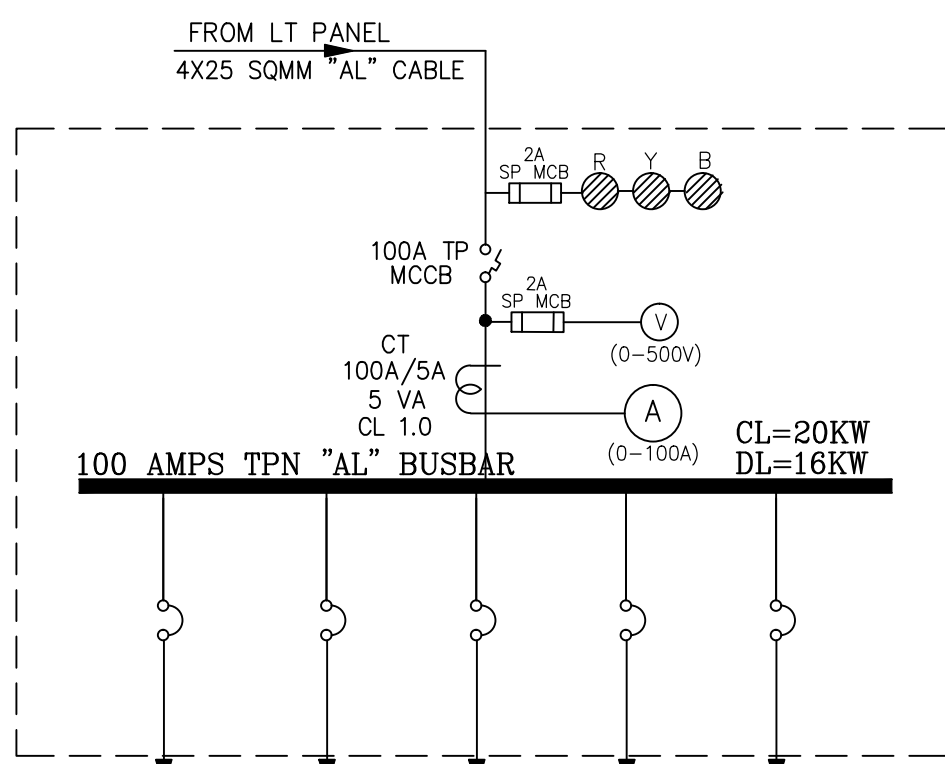 FROM LT PANEL
4X25 SQMM "AL" CABLE
2A
SP MCB
R Y B
100A TP
MCCB
2A
SP MCB
V
(0-500V)
CT
100A/5A
5 VA
CL 1.0
A
(0-100A)
CL=20KW
DL=16KW
100 AMPS TPN "AL" BUSBAR